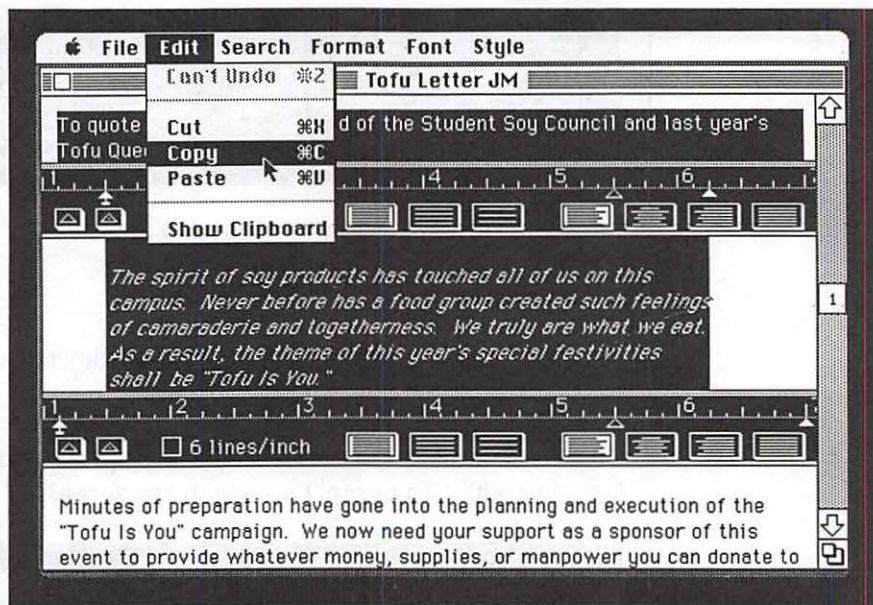 File Edit Search Format Font Style
Can't Undo ⌘Z
Tofu Letter JM
To quote d of the Student Soy Council and last year's
Tofu
Cut ⌘X
Copy ⌘C
Paste ⌘V
Show Clipboard
1 4 5 6
The spirit of soy products has touched all of us on this
campus. Never before has a food group created such feelings
of camaraderie and togetherness. We truly are what we eat.
As a result, the theme of this year's special festivities
shall be "Tofu Is You."
1
1 2 3 4 5 6
6 lines/inch
Minutes of preparation have gone into the planning and execution of the
"Tofu Is You" campaign. We now need your support as a sponsor of this
event to provide whatever money, supplies, or manpower you can donate to